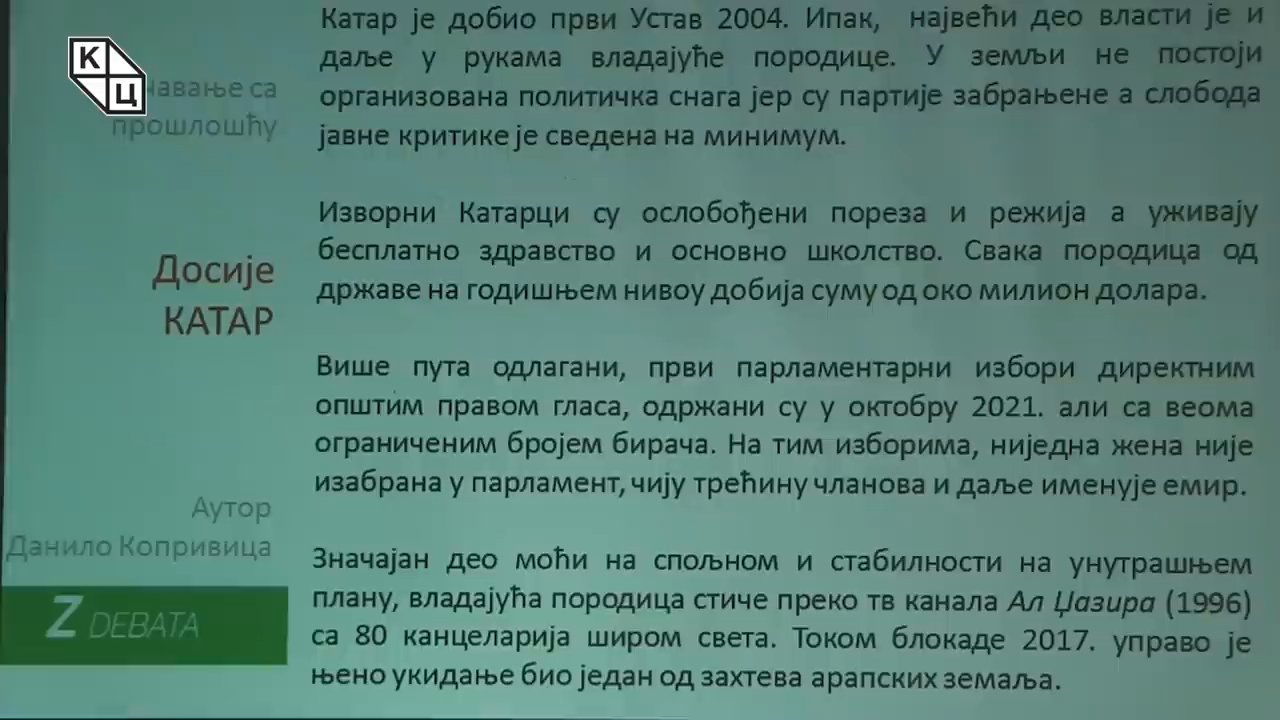 К
Ц
чавање са
прошлошћу
Досије
КАТАР
Аутор
Данило Копривица
Z DEBATA
Катар је добио први Устав 2004. Ипак, највећи део власти је и
даље у рукама владајуће породице. У земљи не постоји
организована политичка снага јер су партије забрањене а слобода
јавне критике је сведена на минимум.
Изворни Катарци су ослобођени пореза и режија а уживају
бесплатно здравство и основно школство. Свака породица од
државе на годишњем нивоу добија суму од око милион долара.
Више пута одлагани, први парламентарни избори директним
општим правом гласа, одржани су у октобру 2021. али са веома
ограниченим бројем бирача. На тим изборима, ниједна жена није
изабрана у парламент, чију трећину чланова и даље именује емир.
Значајан део моћи на спољном и стабилности на унутрашњем
плану, владајућа породица стиче преко тв канала Ал Џазира (1996)
са 80 канцеларија широм света. Током блокаде 2017. управо је
њено укидање био један од захтева арапских земаља.